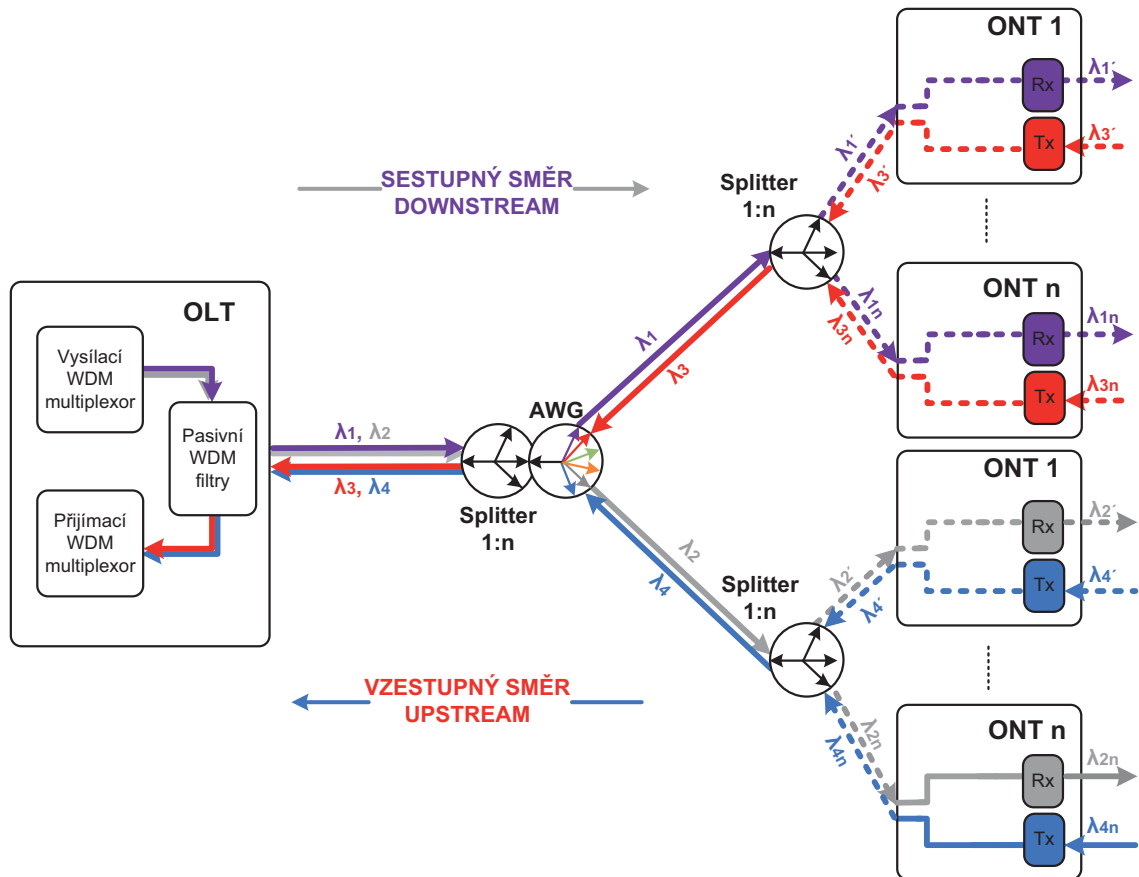 ONT 1
Rx
λ1´
Tx
λ3´
λ1´
λ3´
SESTUPNÝ SMĚR
DOWNSTREAM
Splitter
1:n
ONT n
λ1n
λ3n
Rx
λ1n
Tx
λ3n
OLT
Vysílací
WDM
multiplexor
Pasivní
WDM
filtry
Přijímací
WDM
multiplexor
λ1, λ2
λ3, λ4
λ1
λ3
AWG
Splitter
1:n
λ2
λ4
ONT 1
Rx
λ2´
Tx
λ4´
λ2´
λ4´
Splitter
1:n
VZESTUPNÝ SMĚR
UPSTREAM
λ2n
λ4n
ONT n
Rx
λ2n
Tx
λ4n